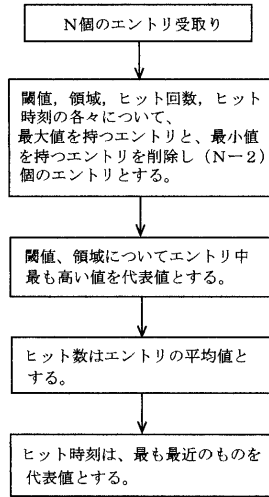 N個のエントリ受取り
閾値，領域，ヒット回数，ヒット
時刻の各々について、
最大値を持つエントリと、最小値
を持つエントリを削除し（N－2）
個のエントリとする。
閾値、領域についてエントリ中
最も高い値を代表値とする。
ヒット数はエントリの平均値と
する。
ヒット時刻は、最も最近のものを
代表値とする。